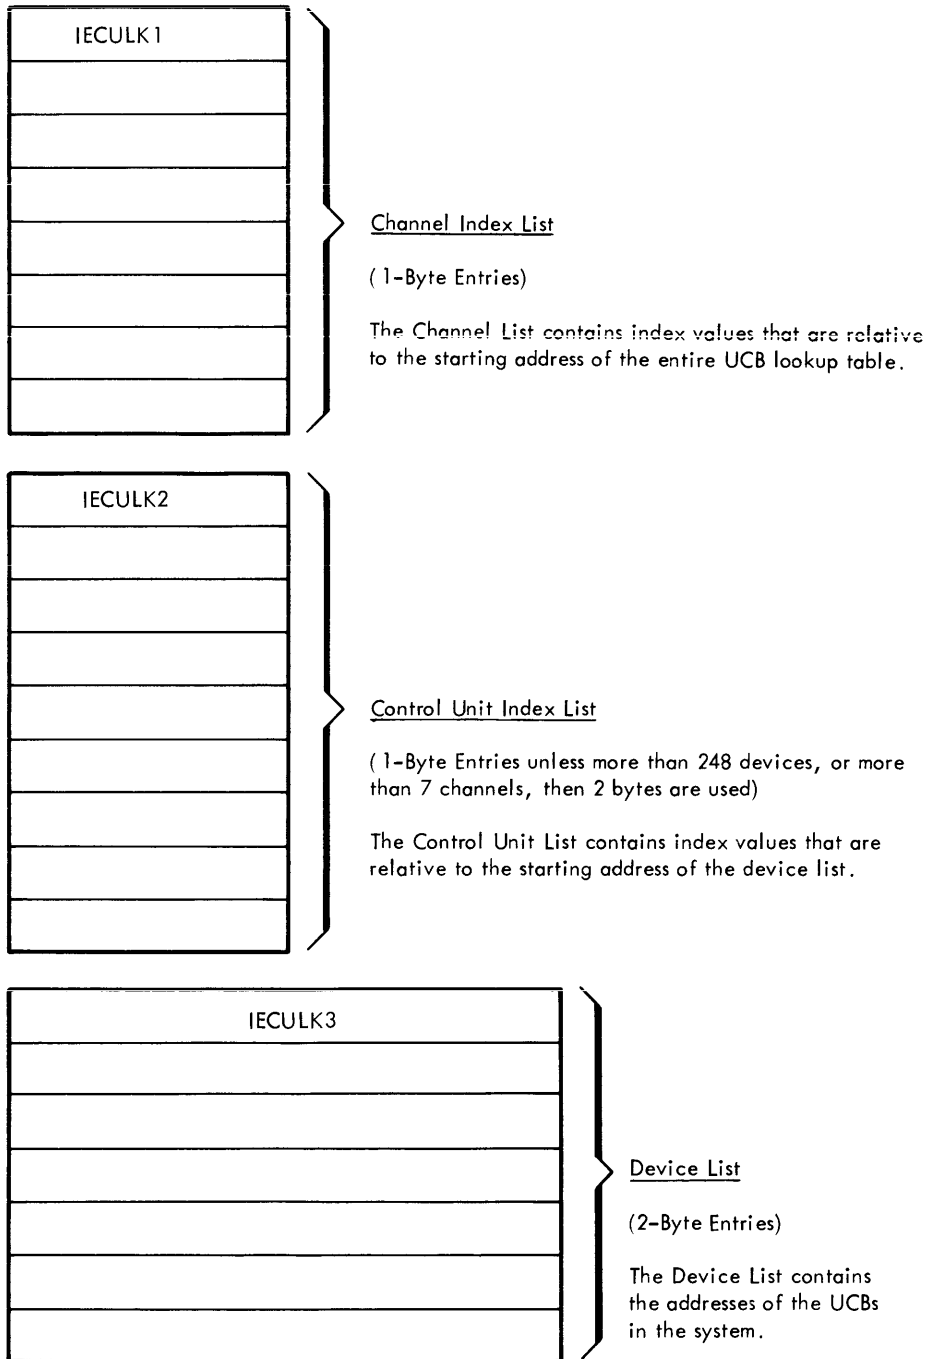 IECULK1
Channel Index List
(1-Byte Entries)
The Channel List contains index values that are relative
to the starting address of the entire UCB lookup table.
IECULK2
Control Unit Index List
(1-Byte Entries unless more than 248 devices, or more
than 7 channels, then 2 bytes are used)
The Control Unit List contains index values that are
relative to the starting address of the device list.
IECULK3
Device List
(2-Byte Entries)
The Device List contains
the addresses of the UCBs
in the system.